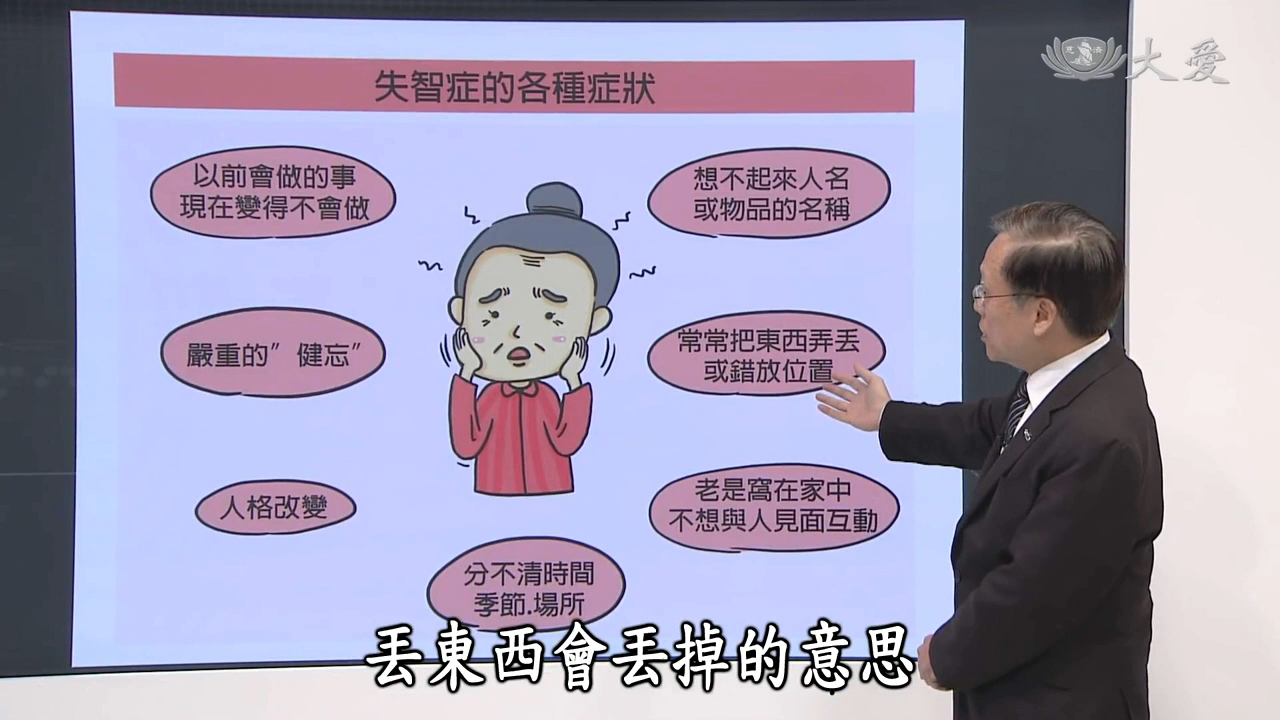 大愛
慈濟
失智症的各種症狀
以前會做的事
現在變得不會做
想不起來人名
或物品的名稱
嚴重的”健忘”
常常把東西弄丟
或錯放位置
人格改變
老是窩在家中
不想與人見面互動
分不清時間
季節.場所
丟東西會丟掉的意思